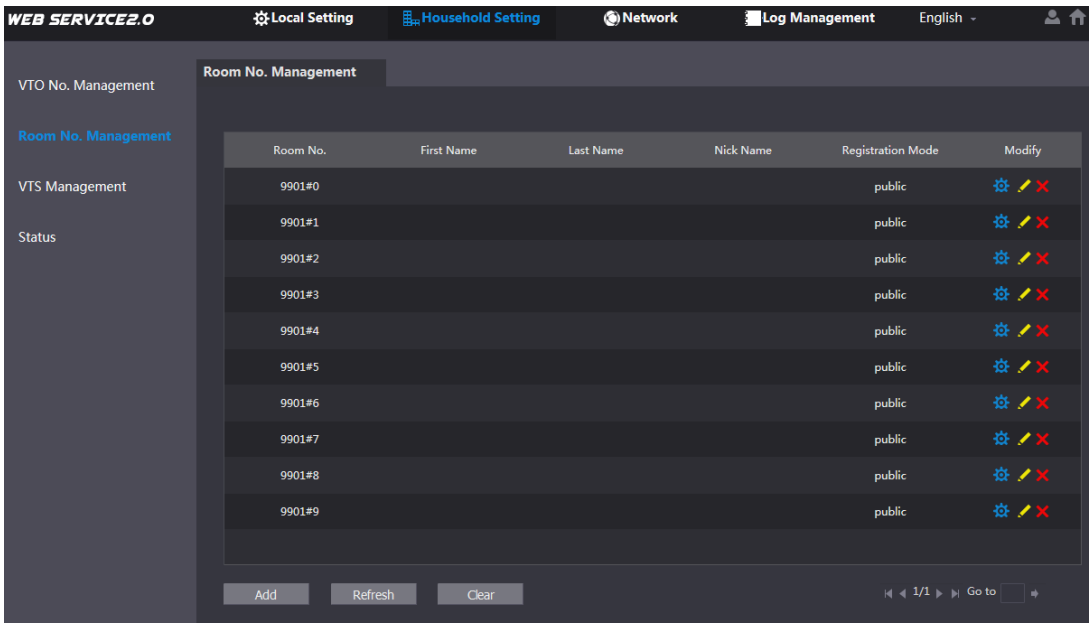 WEB SERVICE2.0 Local Setting Household Setting Network Log Management English
VTO No. Management
Room No. Management
VTS Management
Status
Room No. Management
Room No. First Name Last Name Nick Name Registration Mode Modify
9901#0 public
9901#1 public
9901#2 public
9901#3 public
9901#4 public
9901#5 public
9901#6 public
9901#7 public
9901#8 public
9901#9 public
Add Refresh Clear 1/1 Go to